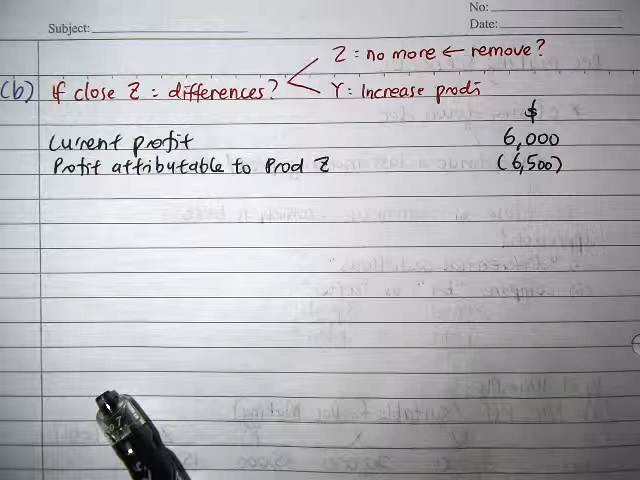 No:
Subject:
Date:
Z : no more ← remove?
(b) If close Z : differences?
Y : Increase prodi
$
Current profit 6,000
Profit attributable to Prod Z (6,500)